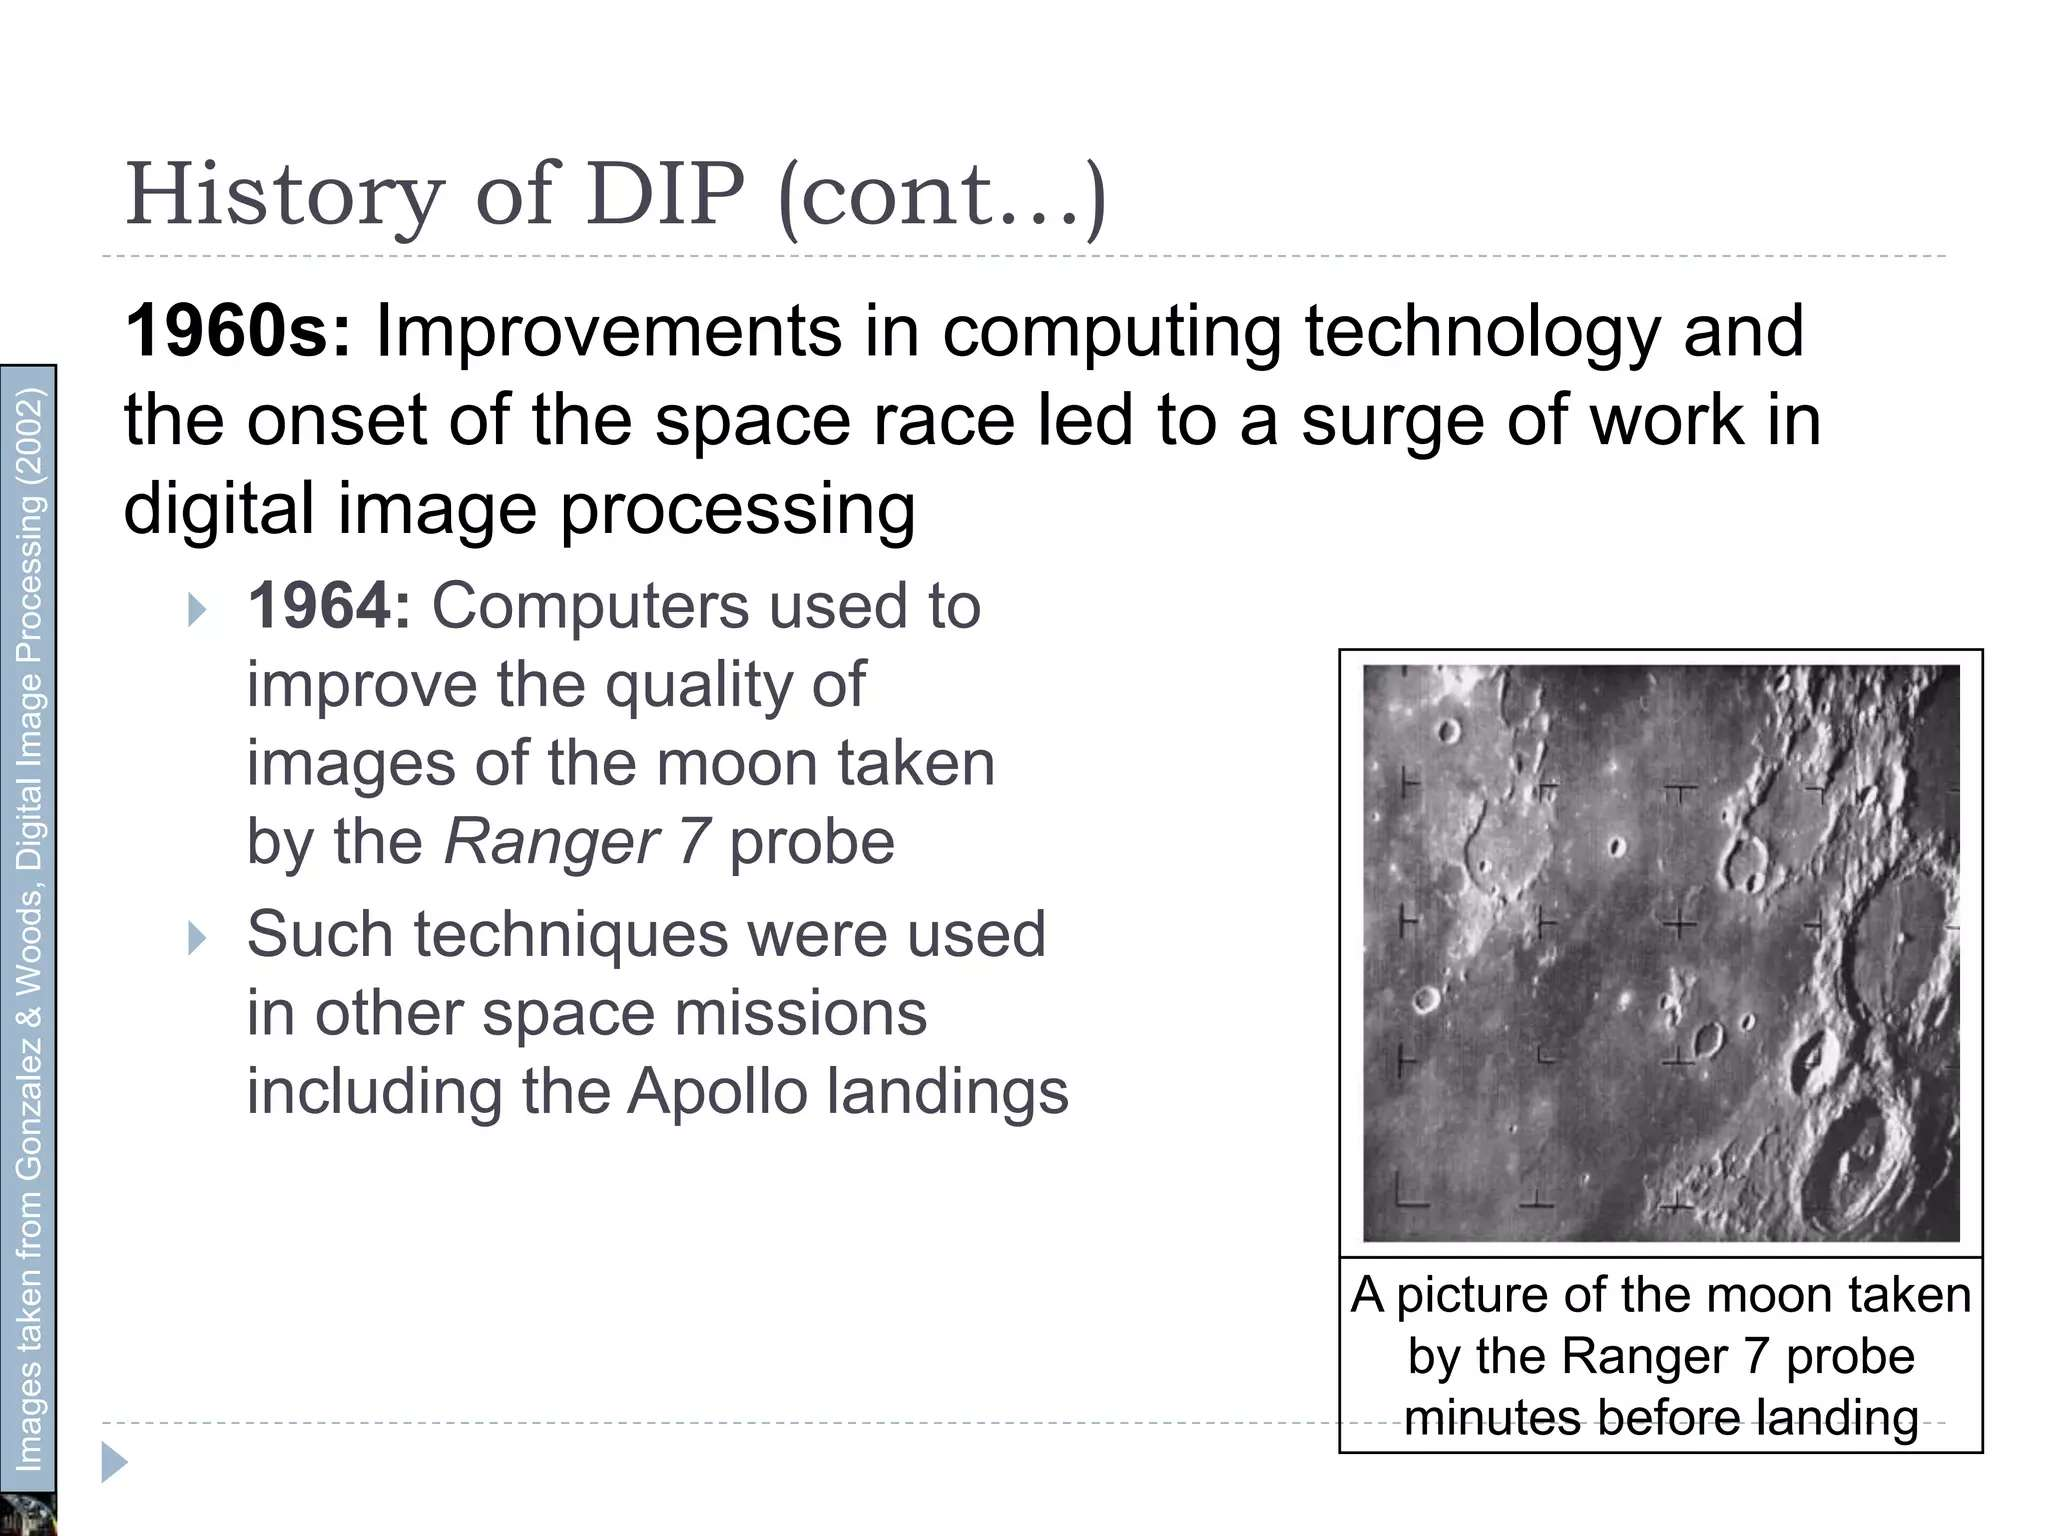 History of DIP (cont…)
1960s: Improvements in computing technology and
the onset of the space race led to a surge of work in
digital image processing
1964: Computers used to
improve the quality of
images of the moon taken
by the Ranger 7 probe
Such techniques were used
in other space missions
including the Apollo landings
A picture of the moon taken
by the Ranger 7 probe
minutes before landing
Images taken from Gonzalez & Woods, Digital Image Processing (2002)